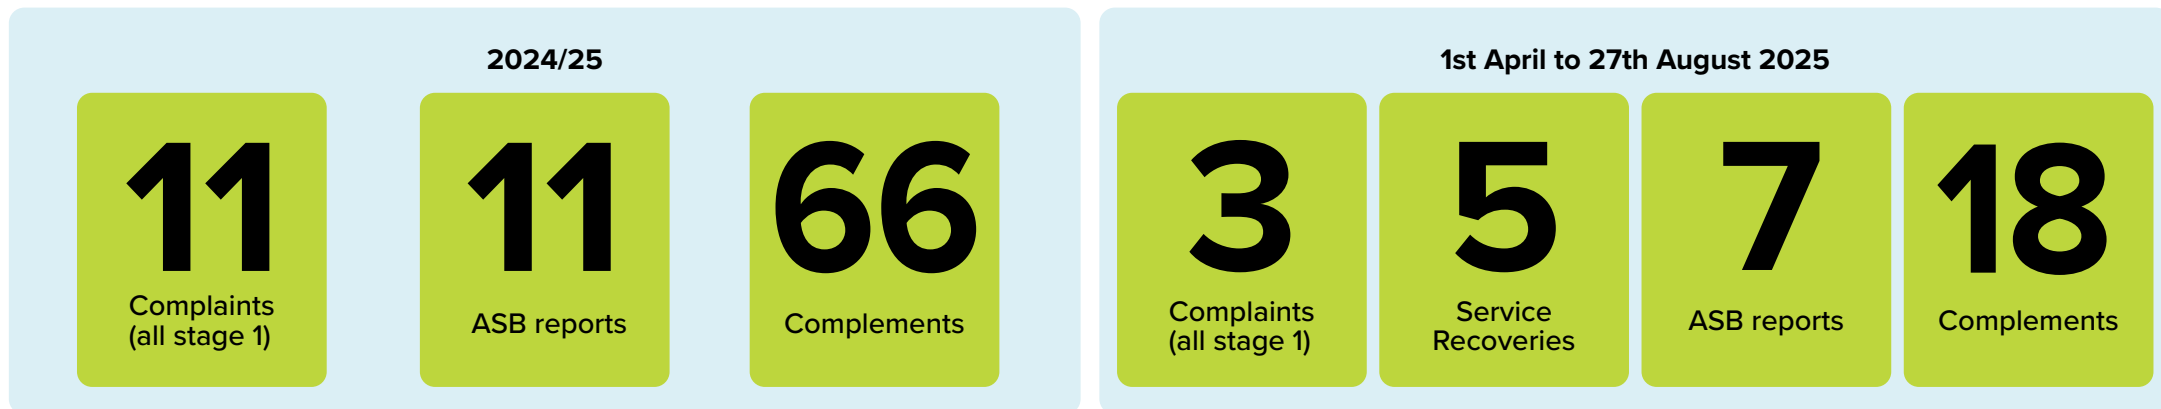 2024/25
11
Complaints
(all stage 1)
11
ASB reports
66
Complements
1st April to 27th August 2025
3
Complaints
(all stage 1)
5
Service
Recoveries
7
ASB reports
18
Complements